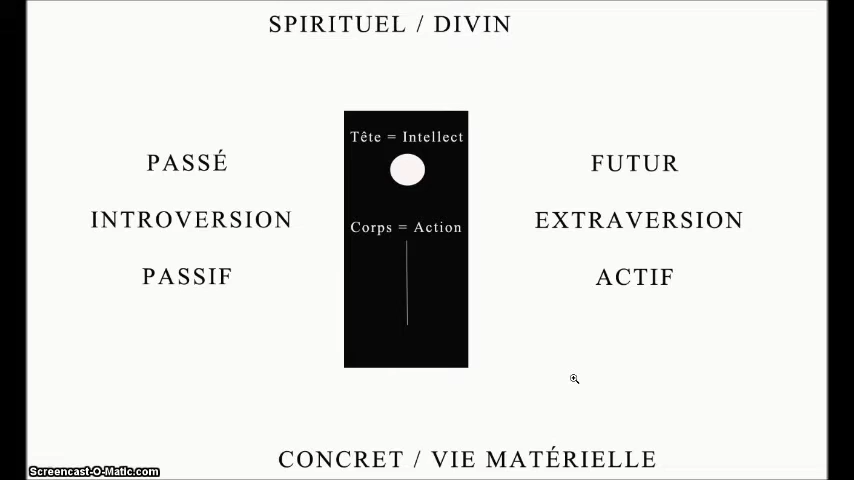 SPIRITUEL / DIVIN
Tête = Intellect
PASSÉ
FUTUR
INTROVERSION
Corps = Action
EXTRAVERSION
PASSIF
ACTIF
CONCRET / VIE MATÉRIELLE
Screencast-O-Matic.com